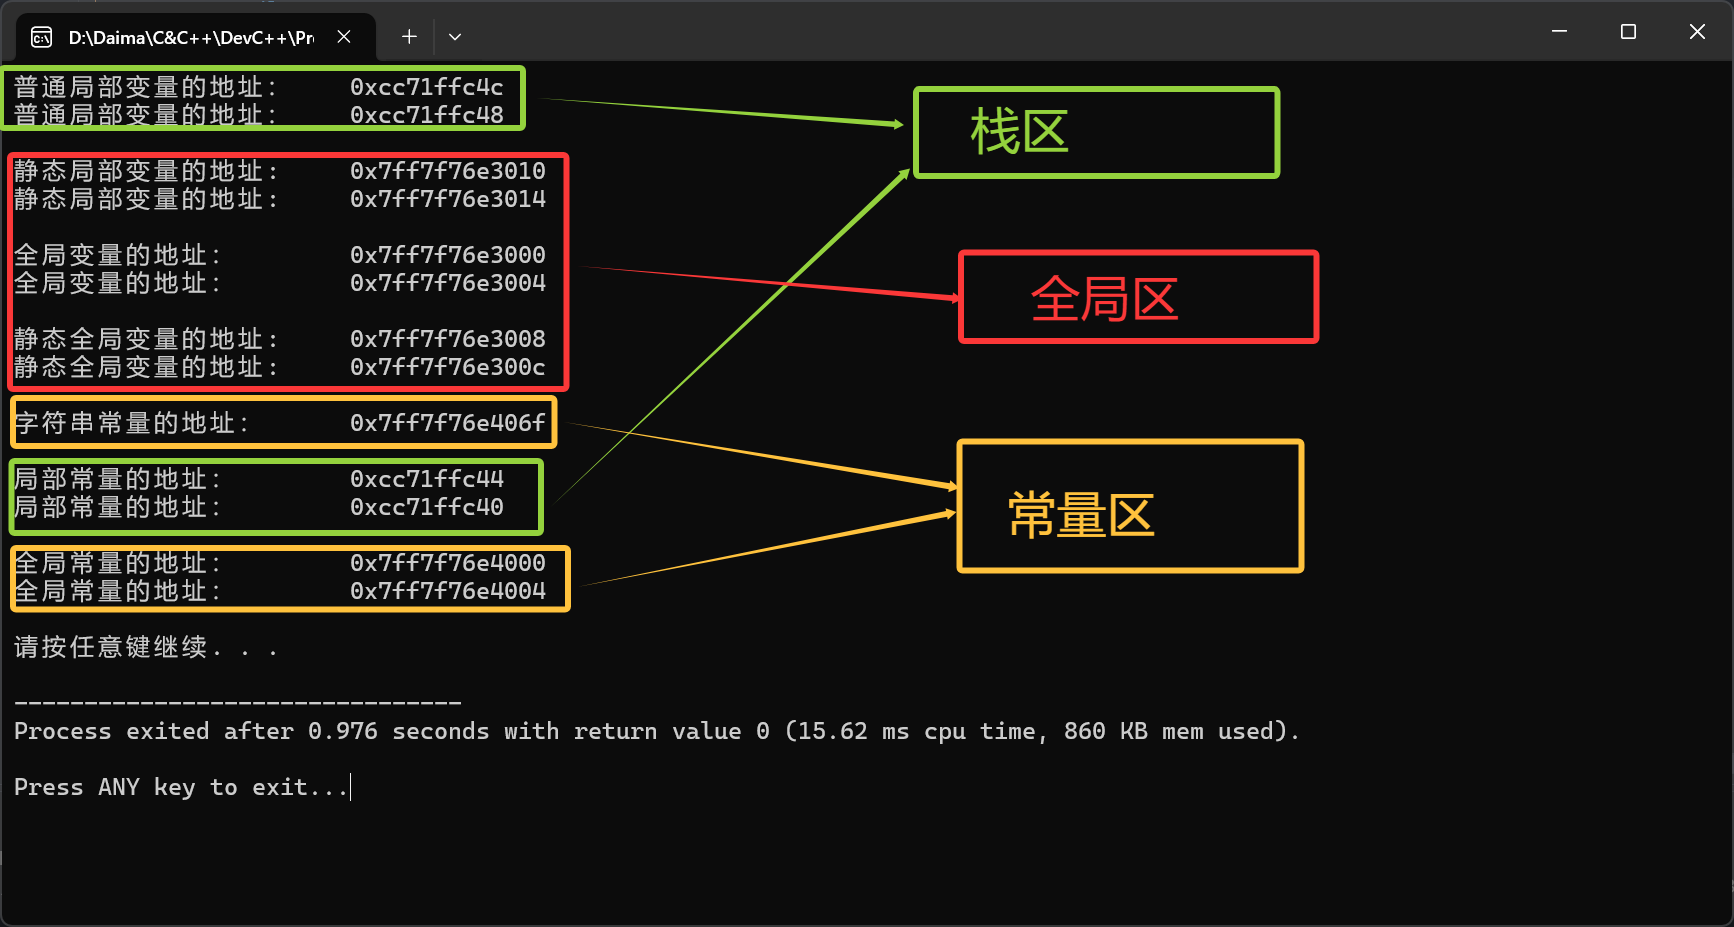 D:\Daima\C&C++\DevC++\Pr
普通局部变量的地址: 0xcc71ffc4c
普通局部变量的地址: 0xcc71ffc48
栈区
静态局部变量的地址: 0x7ff7f76e3010
静态局部变量的地址: 0x7ff7f76e3014
全局变量的地址: 0x7ff7f76e3000
全局变量的地址: 0x7ff7f76e3004
全局区
静态全局变量的地址: 0x7ff7f76e3008
静态全局变量的地址: 0x7ff7f76e300c
字符串常量的地址: 0x7ff7f76e406f
局部常量的地址: 0xcc71ffc44
局部常量的地址: 0xcc71ffc40
常量区
全局常量的地址: 0x7ff7f76e4000
全局常量的地址: 0x7ff7f76e4004
请按任意键继续. . .
--------------------------------
Process exited after 0.976 seconds with return value 0 (15.62 ms cpu time, 860 KB mem used).
Press ANY key to exit...